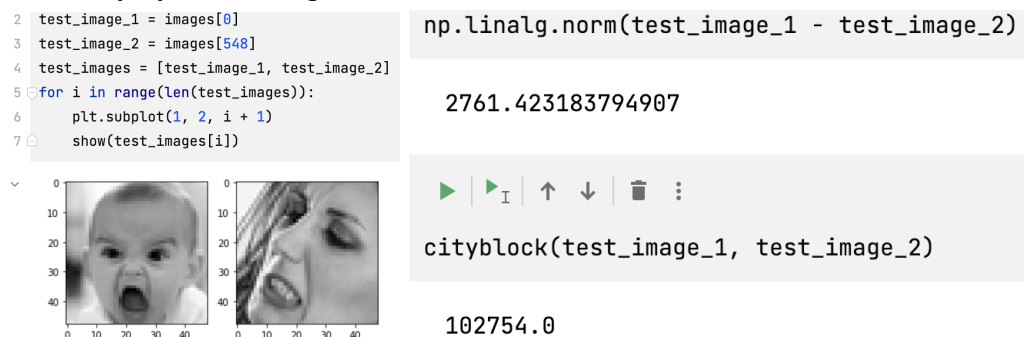 2 test_image_1 = images[0]
3 test_image_2 = images[548]
4 test_images = [test_image_1, test_image_2]
5 for i in range(len(test_images)):
6 plt.subplot(1, 2, i + 1)
7 show(test_images[i])
0
10
20
30
40
0 10 20 30 40
0
10
20
30
40
0 10 20 30 40
np.linalg.norm(test_image_1 - test_image_2)
2761.423183794907
cityblock(test_image_1, test_image_2)
102754.0